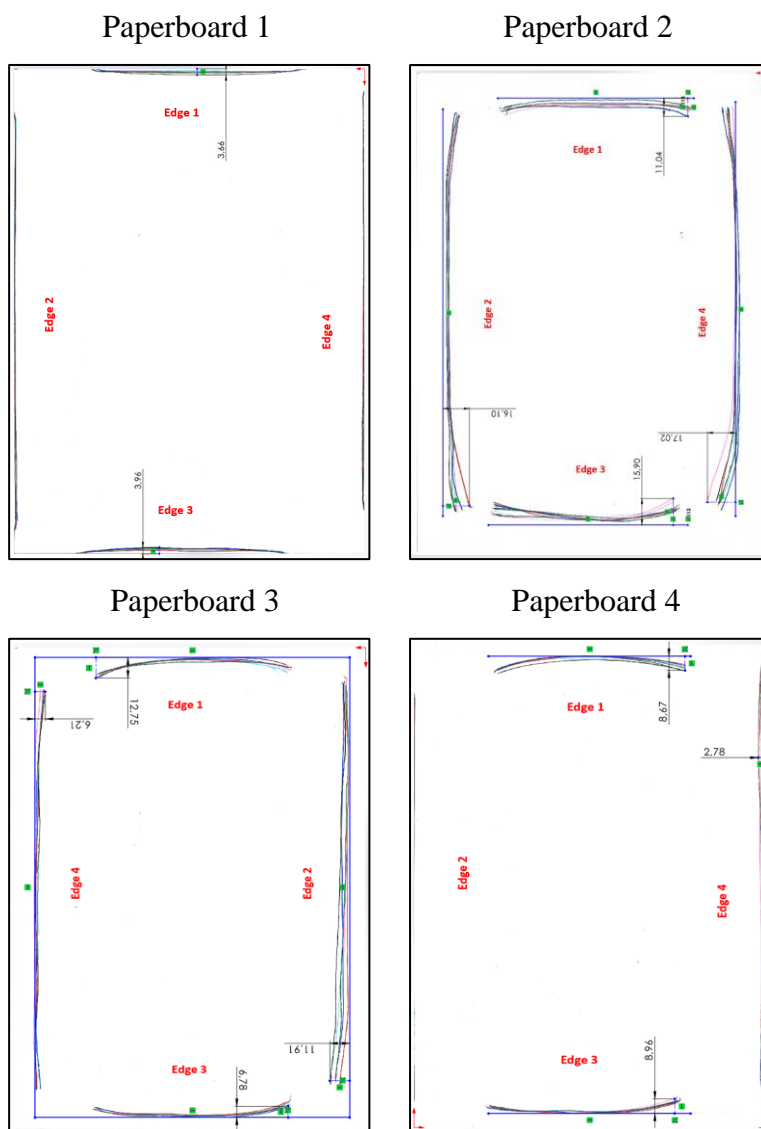 Paperboard 1
Paperboard 2
Edge 1
3.66
Edge 2
Edge 4
3,96
Edge 3
Edge 1
11.04
Edge 2
Edge 4
16,10
17,02
Edge 3
15,90
Paperboard 3
Paperboard 4
Edge 1
12,75
6,21
Edge 4
Edge 2
11,91
Edge 3
6,78
Edge 1
8,67
2,78
Edge 2
Edge 4
Edge 3
8,96